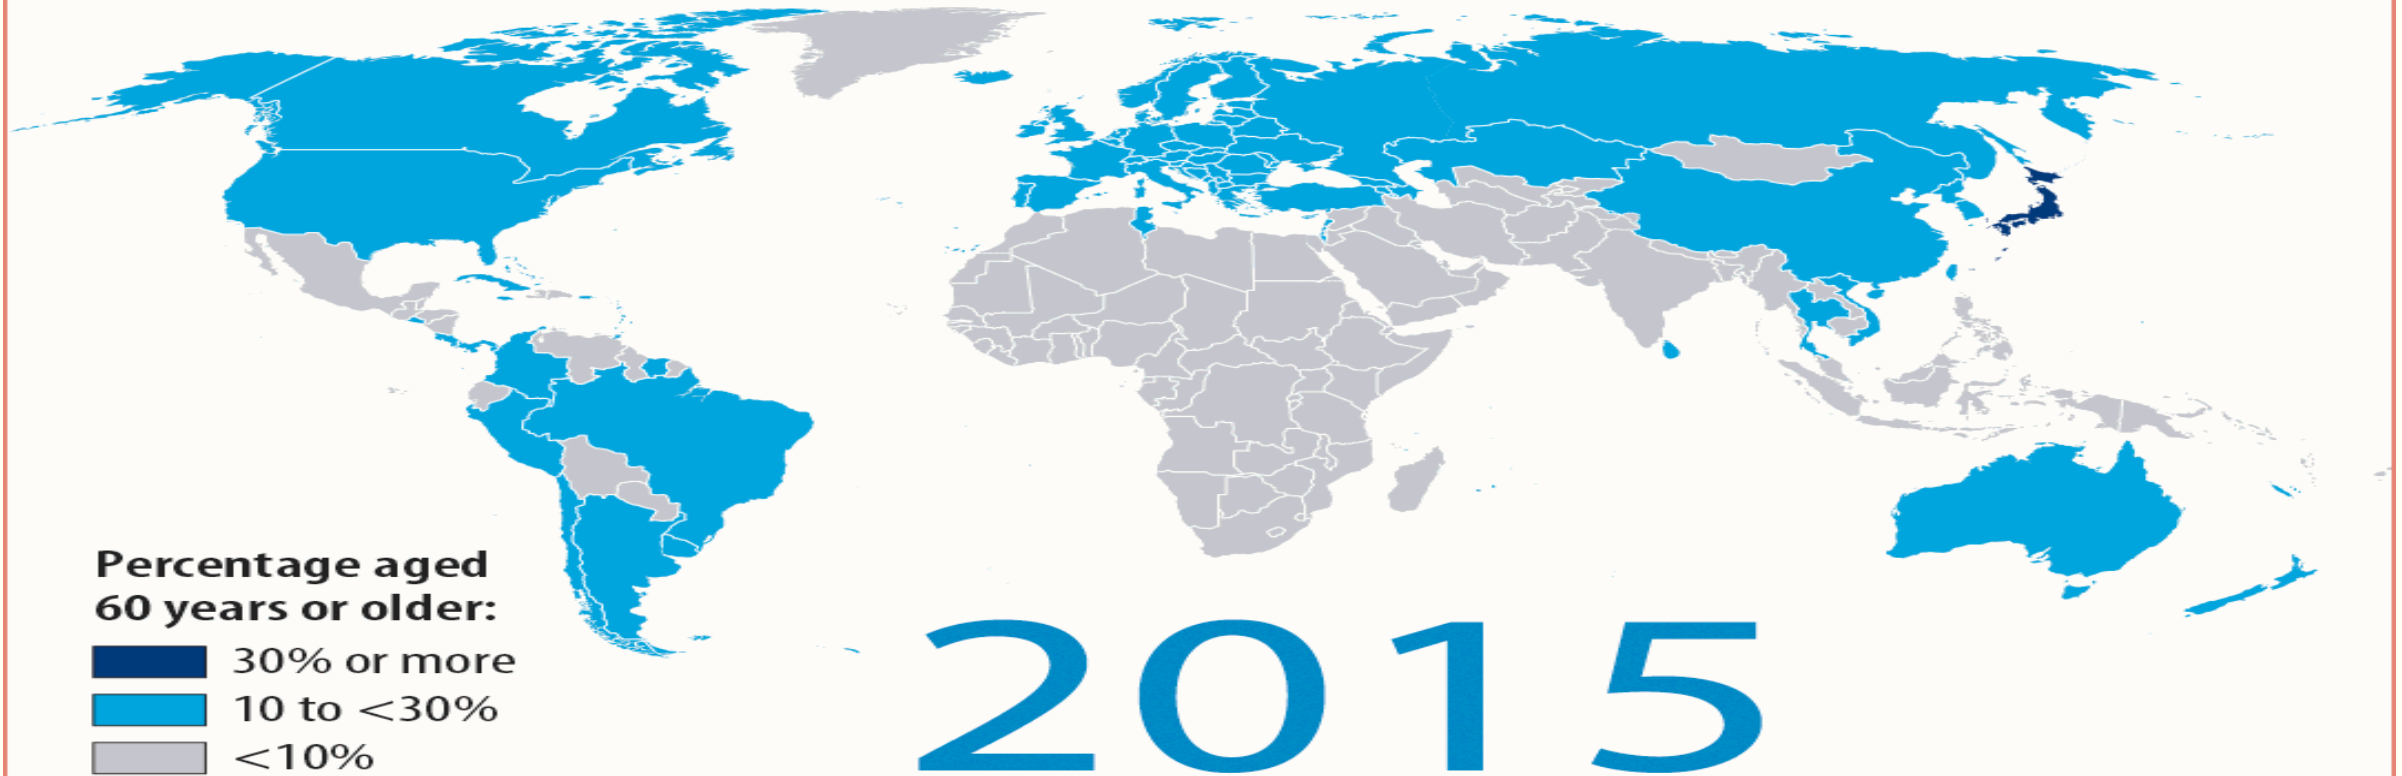 Percentage aged
60 years or older:
30% or more
10 to <30%
<10%
2015